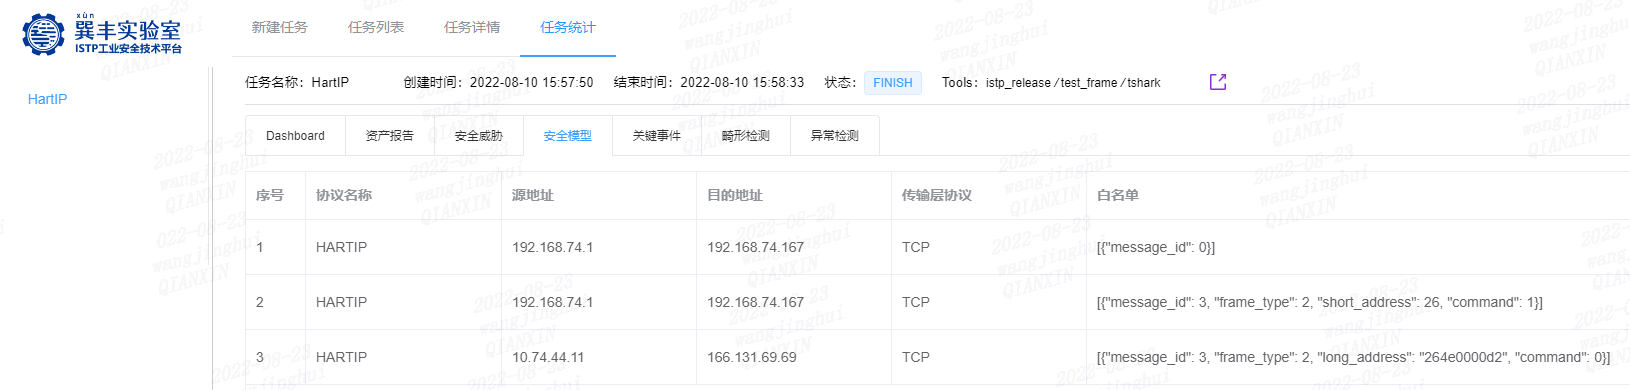 xùn
巽丰实验室
ISTP工业安全技术平台
新建任务 任务列表 任务详情 任务统计
HartIP
任务名称：HartIP 创建时间：2022-08-10 15:57:50 结束时间：2022-08-10 15:58:33 状态： FINISH Tools：istp_release / test_frame / tshark
Dashboard 资产报告 安全威胁 安全模型 关键事件 畸形检测 异常检测
序号 协议名称 源地址 目的地址 传输层协议 白名单
1 HARTIP 192.168.74.1 192.168.74.167 TCP [{"message_id": 0}]
2 HARTIP 192.168.74.1 192.168.74.167 TCP [{"message_id": 3, "frame_type": 2, "short_address": 26, "command": 1}]
3 HARTIP 10.74.44.11 166.131.69.69 TCP [{"message_id": 3, "frame_type": 2, "long_address": "264e0000d2", "command": 0}]
2022-08-23
wangjinghui
QIANXIN